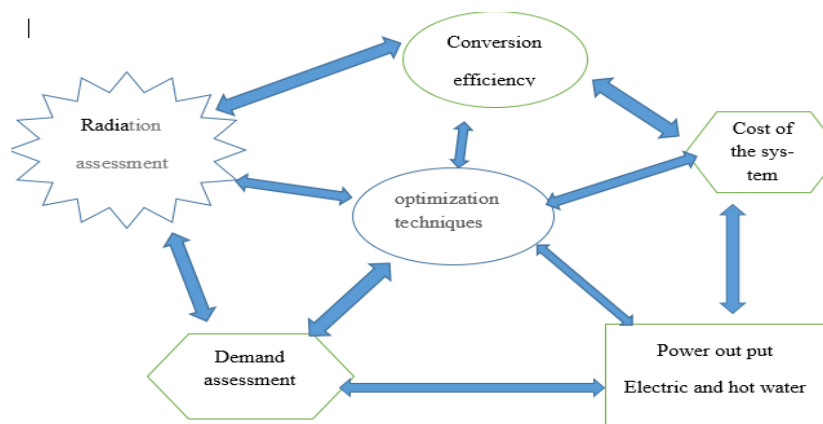 Conversion
efficiency
Radiation
assessment
Cost of
the sys-
tem
optimization
techniques
Demand
assessment
Power out put
Electric and hot water